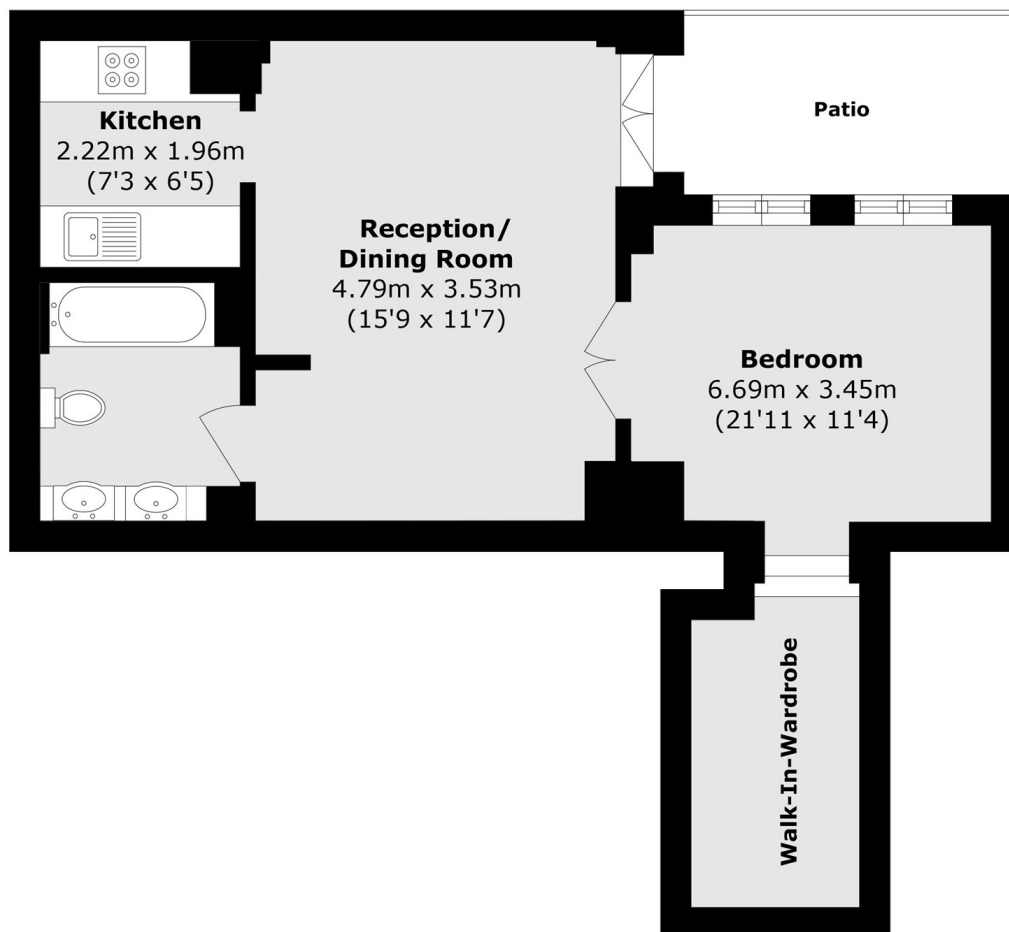 Kitchen
2.22m x 1.96m
(7'3 x 6'5)
Patio
Reception/
Dining Room
4.79m x 3.53m
(15'9 x 11'7)
Bedroom
6.69m x 3.45m
(21'11 x 11'4)
Walk-In-Wardrobe